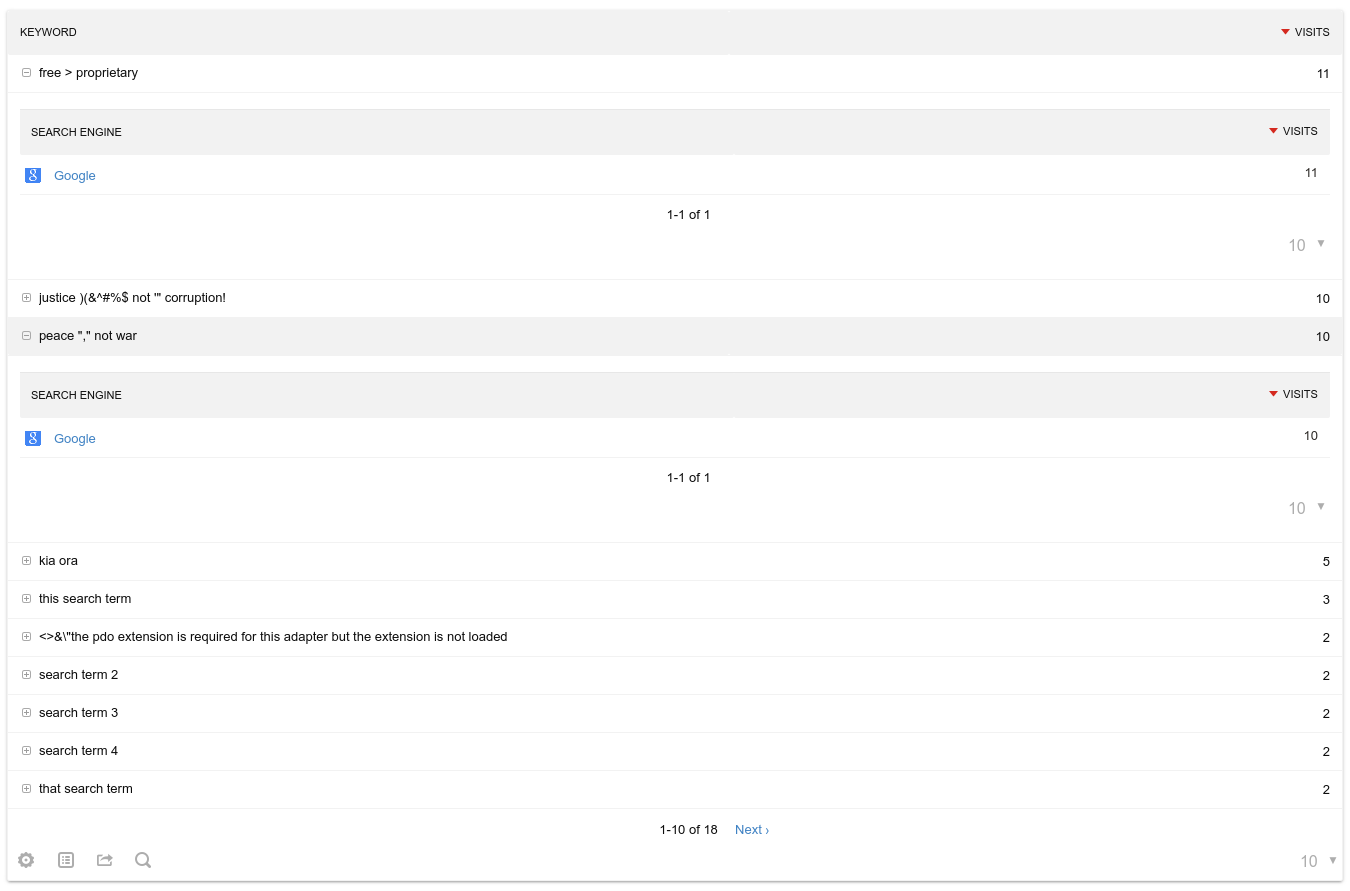 KEYWORD VISITS
free > proprietary 11
SEARCH ENGINE VISITS
Google 11
1-1 of 1
10
justice )(&^#%$ not '" corruption! 10
peace "," not war 10
SEARCH ENGINE VISITS
Google 10
1-1 of 1
10
kia ora 5
this search term 3
<>&\"the pdo extension is required for this adapter but the extension is not loaded 2
search term 2 2
search term 3 2
search term 4 2
that search term 2
1-10 of 18 Next ›
10